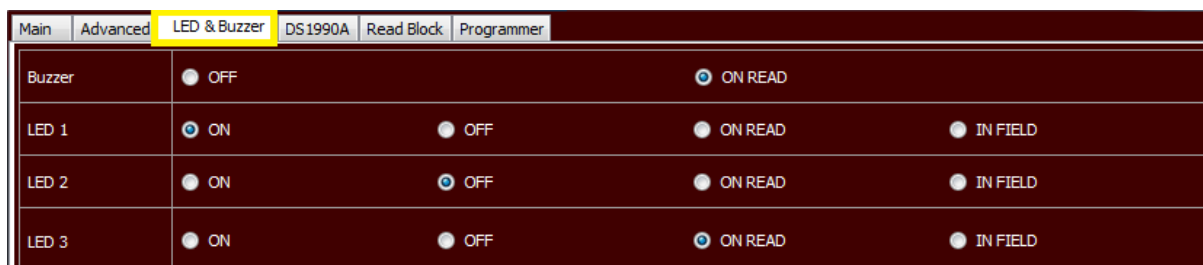 Main Advanced LED & Buzzer DS1990A Read Block Programmer
Buzzer OFF ON READ
LED 1 ON OFF ON READ IN FIELD
LED 2 ON OFF ON READ IN FIELD
LED 3 ON OFF ON READ IN FIELD